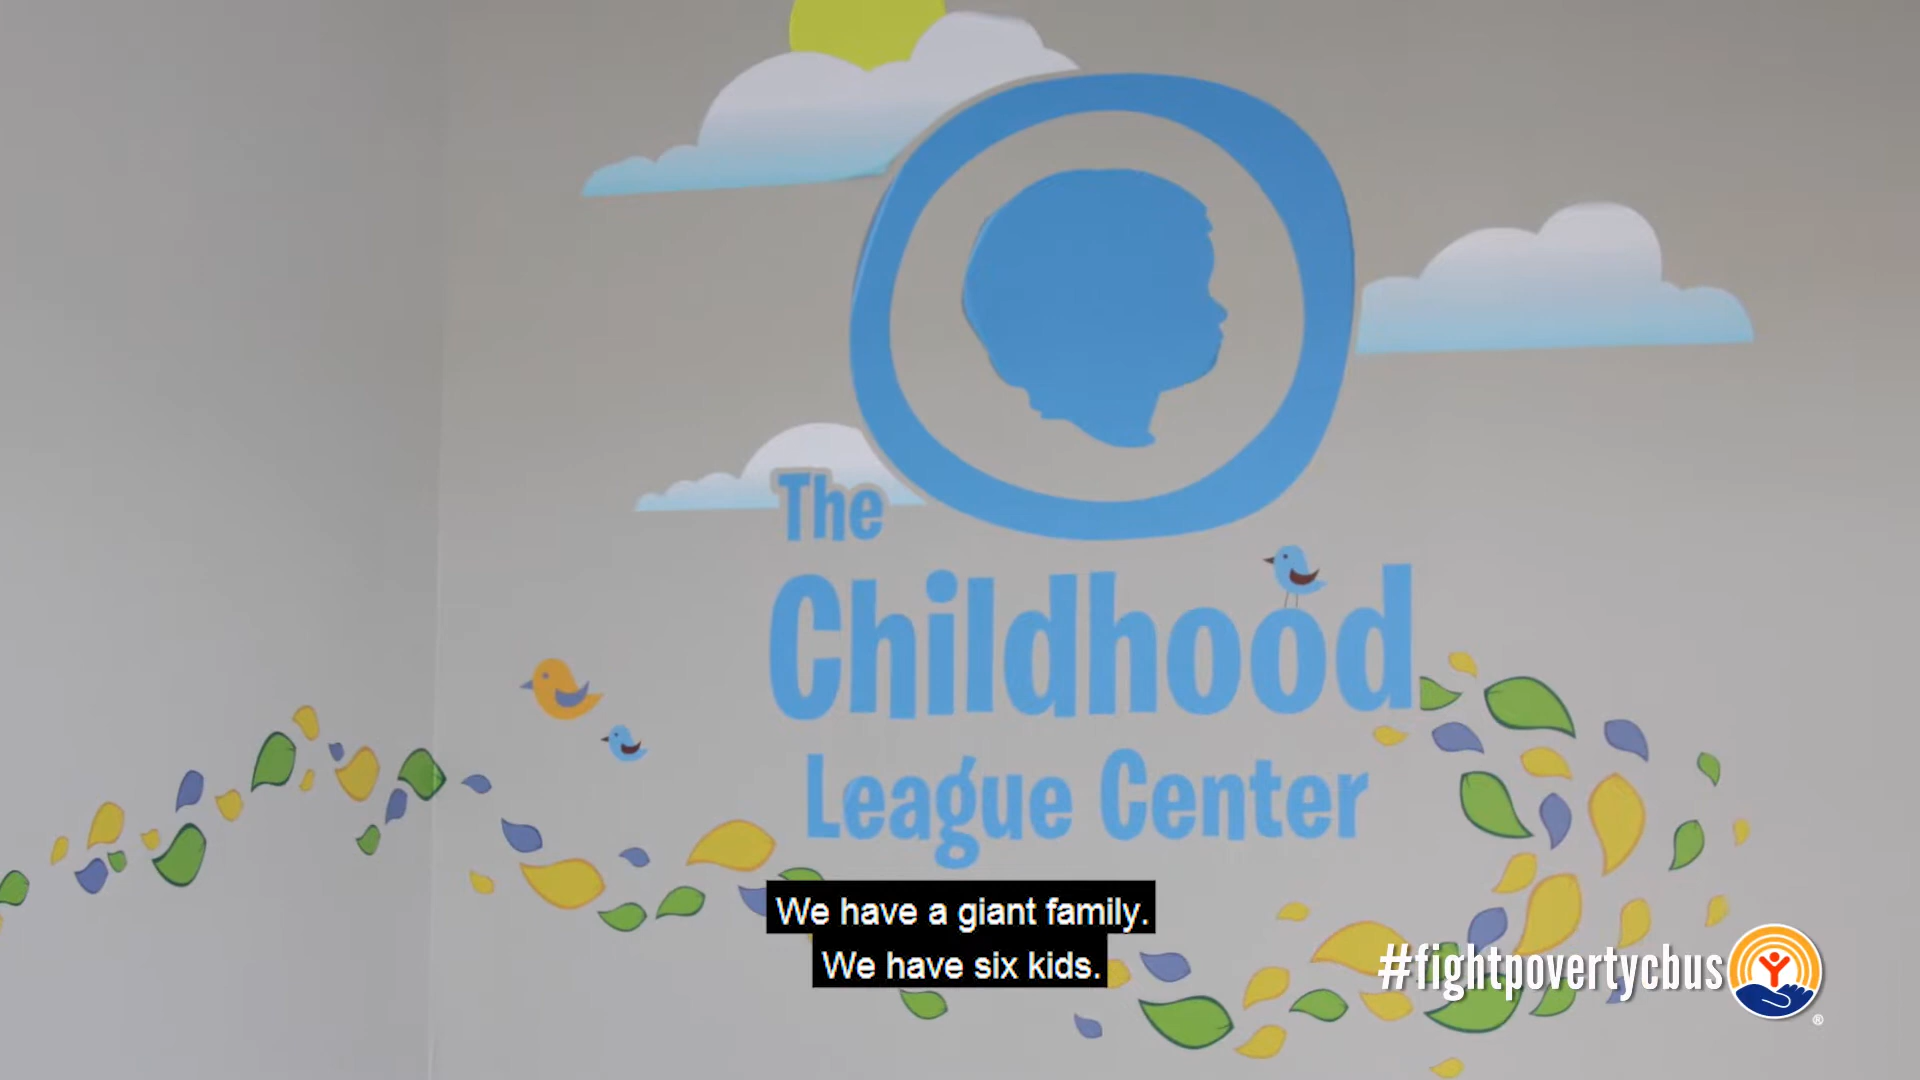 The
Childhood
League Center
We have a giant family.
We have six kids.
#fightpovertycbus
®